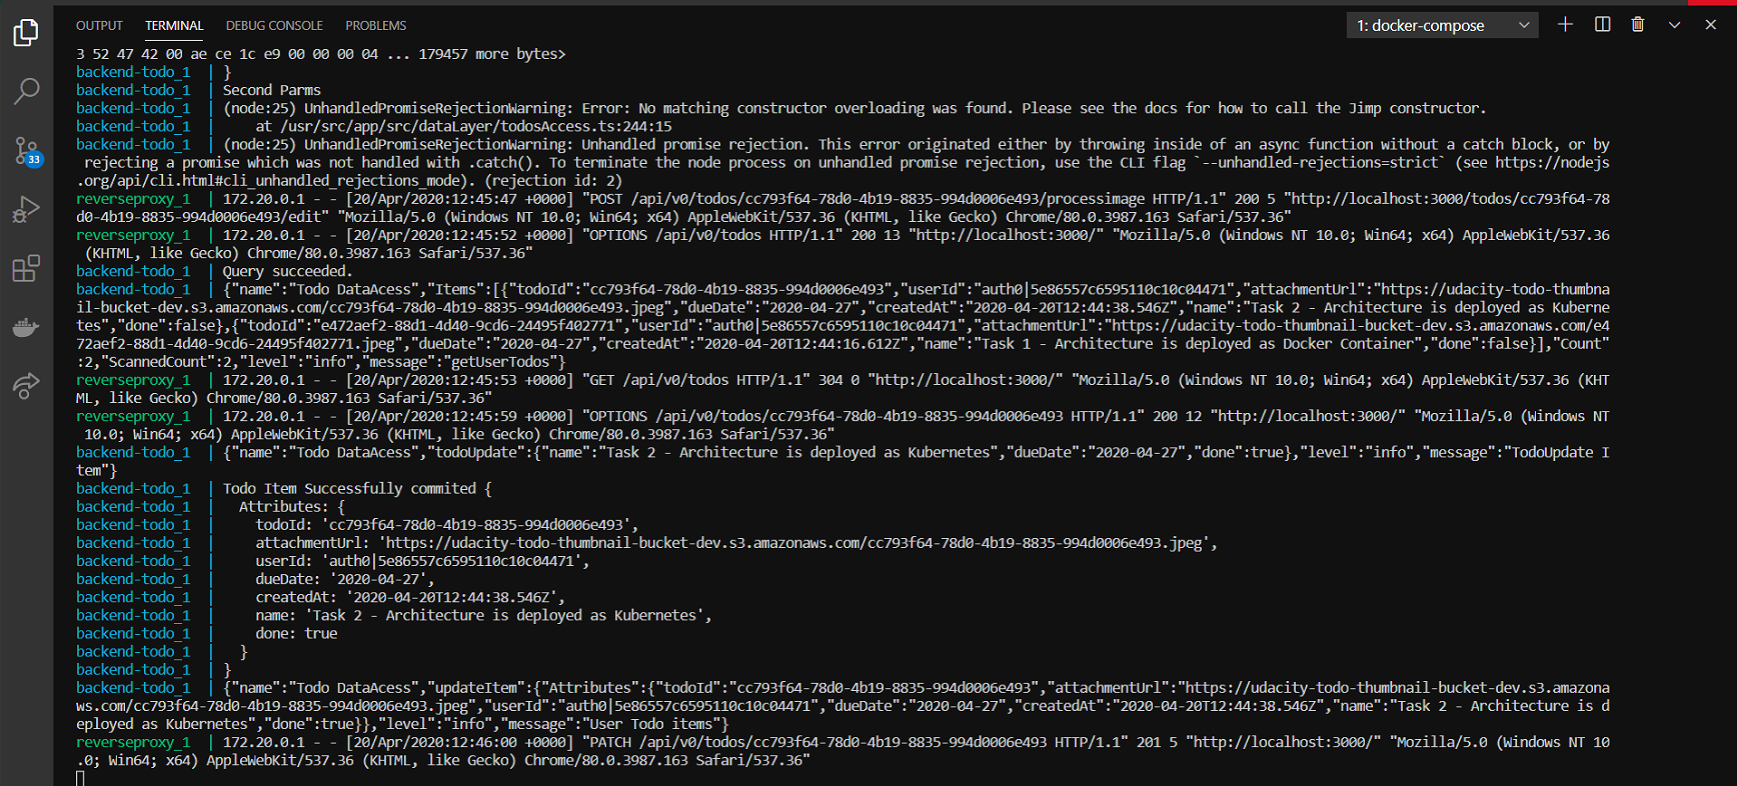 OUTPUT TERMINAL DEBUG CONSOLE PROBLEMS 1: docker-compose
3 52 47 42 00 ae ce 1c e9 00 00 00 04 ... 179457 more bytes>
backend-todo_1 | }
backend-todo_1 | Second Parms
backend-todo_1 | (node:25) UnhandledPromiseRejectionWarning: Error: No matching constructor overloading was found. Please see the docs for how to call the Jimp constructor.
backend-todo_1 | at /usr/src/app/src/dataLayer/todosAccess.ts:244:15
backend-todo_1 | (node:25) UnhandledPromiseRejectionWarning: Unhandled promise rejection. This error originated either by throwing inside of an async function without a catch block, or by
rejecting a promise which was not handled with .catch(). To terminate the node process on unhandled promise rejection, use the CLI flag `--unhandled-rejections=strict` (see https://nodejs
.org/api/cli.html#cli_unhandled_rejections_mode). (rejection id: 2)
reverseproxy_1 | 172.20.0.1 - - [20/Apr/2020:12:45:47 +0000] "POST /api/v0/todos/cc793f64-78d0-4b19-8835-994d0006e493/processimage HTTP/1.1" 200 5 "http://localhost:3000/todos/cc793f64-78
d0-4b19-8835-994d0006e493/edit" "Mozilla/5.0 (Windows NT 10.0; Win64; x64) AppleWebKit/537.36 (KHTML, like Gecko) Chrome/80.0.3987.163 Safari/537.36"
reverseproxy_1 | 172.20.0.1 - - [20/Apr/2020:12:45:52 +0000] "OPTIONS /api/v0/todos HTTP/1.1" 200 13 "http://localhost:3000/" "Mozilla/5.0 (Windows NT 10.0; Win64; x64) AppleWebKit/537.36
(KHTML, like Gecko) Chrome/80.0.3987.163 Safari/537.36"
backend-todo_1 | Query succeeded.
backend-todo_1 | {"name":"Todo DataAcess","Items":[{"todoId":"cc793f64-78d0-4b19-8835-994d0006e493","userId":"auth0|5e86557c6595110c10c04471","attachmentUrl":"https://udacity-todo-thumbna
il-bucket-dev.s3.amazonaws.com/cc793f64-78d0-4b19-8835-994d0006e493.jpeg","dueDate":"2020-04-27","createdAt":"2020-04-20T12:44:38.546Z","name":"Task 2 - Architecture is deployed as Kuberne
tes","done":false},{"todoId":"e472aef2-88d1-4d40-9cd6-24495f402771","userId":"auth0|5e86557c6595110c10c04471","attachmentUrl":"https://udacity-todo-thumbnail-bucket-dev.s3.amazonaws.com/e4
72aef2-88d1-4d40-9cd6-24495f402771.jpeg","dueDate":"2020-04-27","createdAt":"2020-04-20T12:44:16.612Z","name":"Task 1 - Architecture is deployed as Docker Container","done":false}],"Count"
:2,"ScannedCount":2,"level":"info","message":"getUserTodos"}
reverseproxy_1 | 172.20.0.1 - - [20/Apr/2020:12:45:53 +0000] "GET /api/v0/todos HTTP/1.1" 304 0 "http://localhost:3000/" "Mozilla/5.0 (Windows NT 10.0; Win64; x64) AppleWebKit/537.36 (KHT
ML, like Gecko) Chrome/80.0.3987.163 Safari/537.36"
reverseproxy_1 | 172.20.0.1 - - [20/Apr/2020:12:45:59 +0000] "OPTIONS /api/v0/todos/cc793f64-78d0-4b19-8835-994d0006e493 HTTP/1.1" 200 12 "http://localhost:3000/" "Mozilla/5.0 (Windows NT
10.0; Win64; x64) AppleWebKit/537.36 (KHTML, like Gecko) Chrome/80.0.3987.163 Safari/537.36"
backend-todo_1 | {"name":"Todo DataAcess","todoUpdate":{"name":"Task 2 - Architecture is deployed as Kubernetes","dueDate":"2020-04-27","done":true},"level":"info","message":"TodoUpdate I
tem"}
backend-todo_1 | Todo Item Successfully commited {
backend-todo_1 | Attributes: {
backend-todo_1 | todoId: 'cc793f64-78d0-4b19-8835-994d0006e493',
backend-todo_1 | attachmentUrl: 'https://udacity-todo-thumbnail-bucket-dev.s3.amazonaws.com/cc793f64-78d0-4b19-8835-994d0006e493.jpeg',
backend-todo_1 | userId: 'auth0|5e86557c6595110c10c04471',
backend-todo_1 | dueDate: '2020-04-27',
backend-todo_1 | createdAt: '2020-04-20T12:44:38.546Z',
backend-todo_1 | name: 'Task 2 - Architecture is deployed as Kubernetes',
backend-todo_1 | done: true
backend-todo_1 | }
backend-todo_1 | }
backend-todo_1 | {"name":"Todo DataAcess","updateItem":{"Attributes":{"todoId":"cc793f64-78d0-4b19-8835-994d0006e493","attachmentUrl":"https://udacity-todo-thumbnail-bucket-dev.s3.amazona
ws.com/cc793f64-78d0-4b19-8835-994d0006e493.jpeg","userId":"auth0|5e86557c6595110c10c04471","dueDate":"2020-04-27","createdAt":"2020-04-20T12:44:38.546Z","name":"Task 2 - Architecture is d
eployed as Kubernetes","done":true}},"level":"info","message":"User Todo items"}
reverseproxy_1 | 172.20.0.1 - - [20/Apr/2020:12:46:00 +0000] "PATCH /api/v0/todos/cc793f64-78d0-4b19-8835-994d0006e493 HTTP/1.1" 201 5 "http://localhost:3000/" "Mozilla/5.0 (Windows NT 10
.0; Win64; x64) AppleWebKit/537.36 (KHTML, like Gecko) Chrome/80.0.3987.163 Safari/537.36"
33